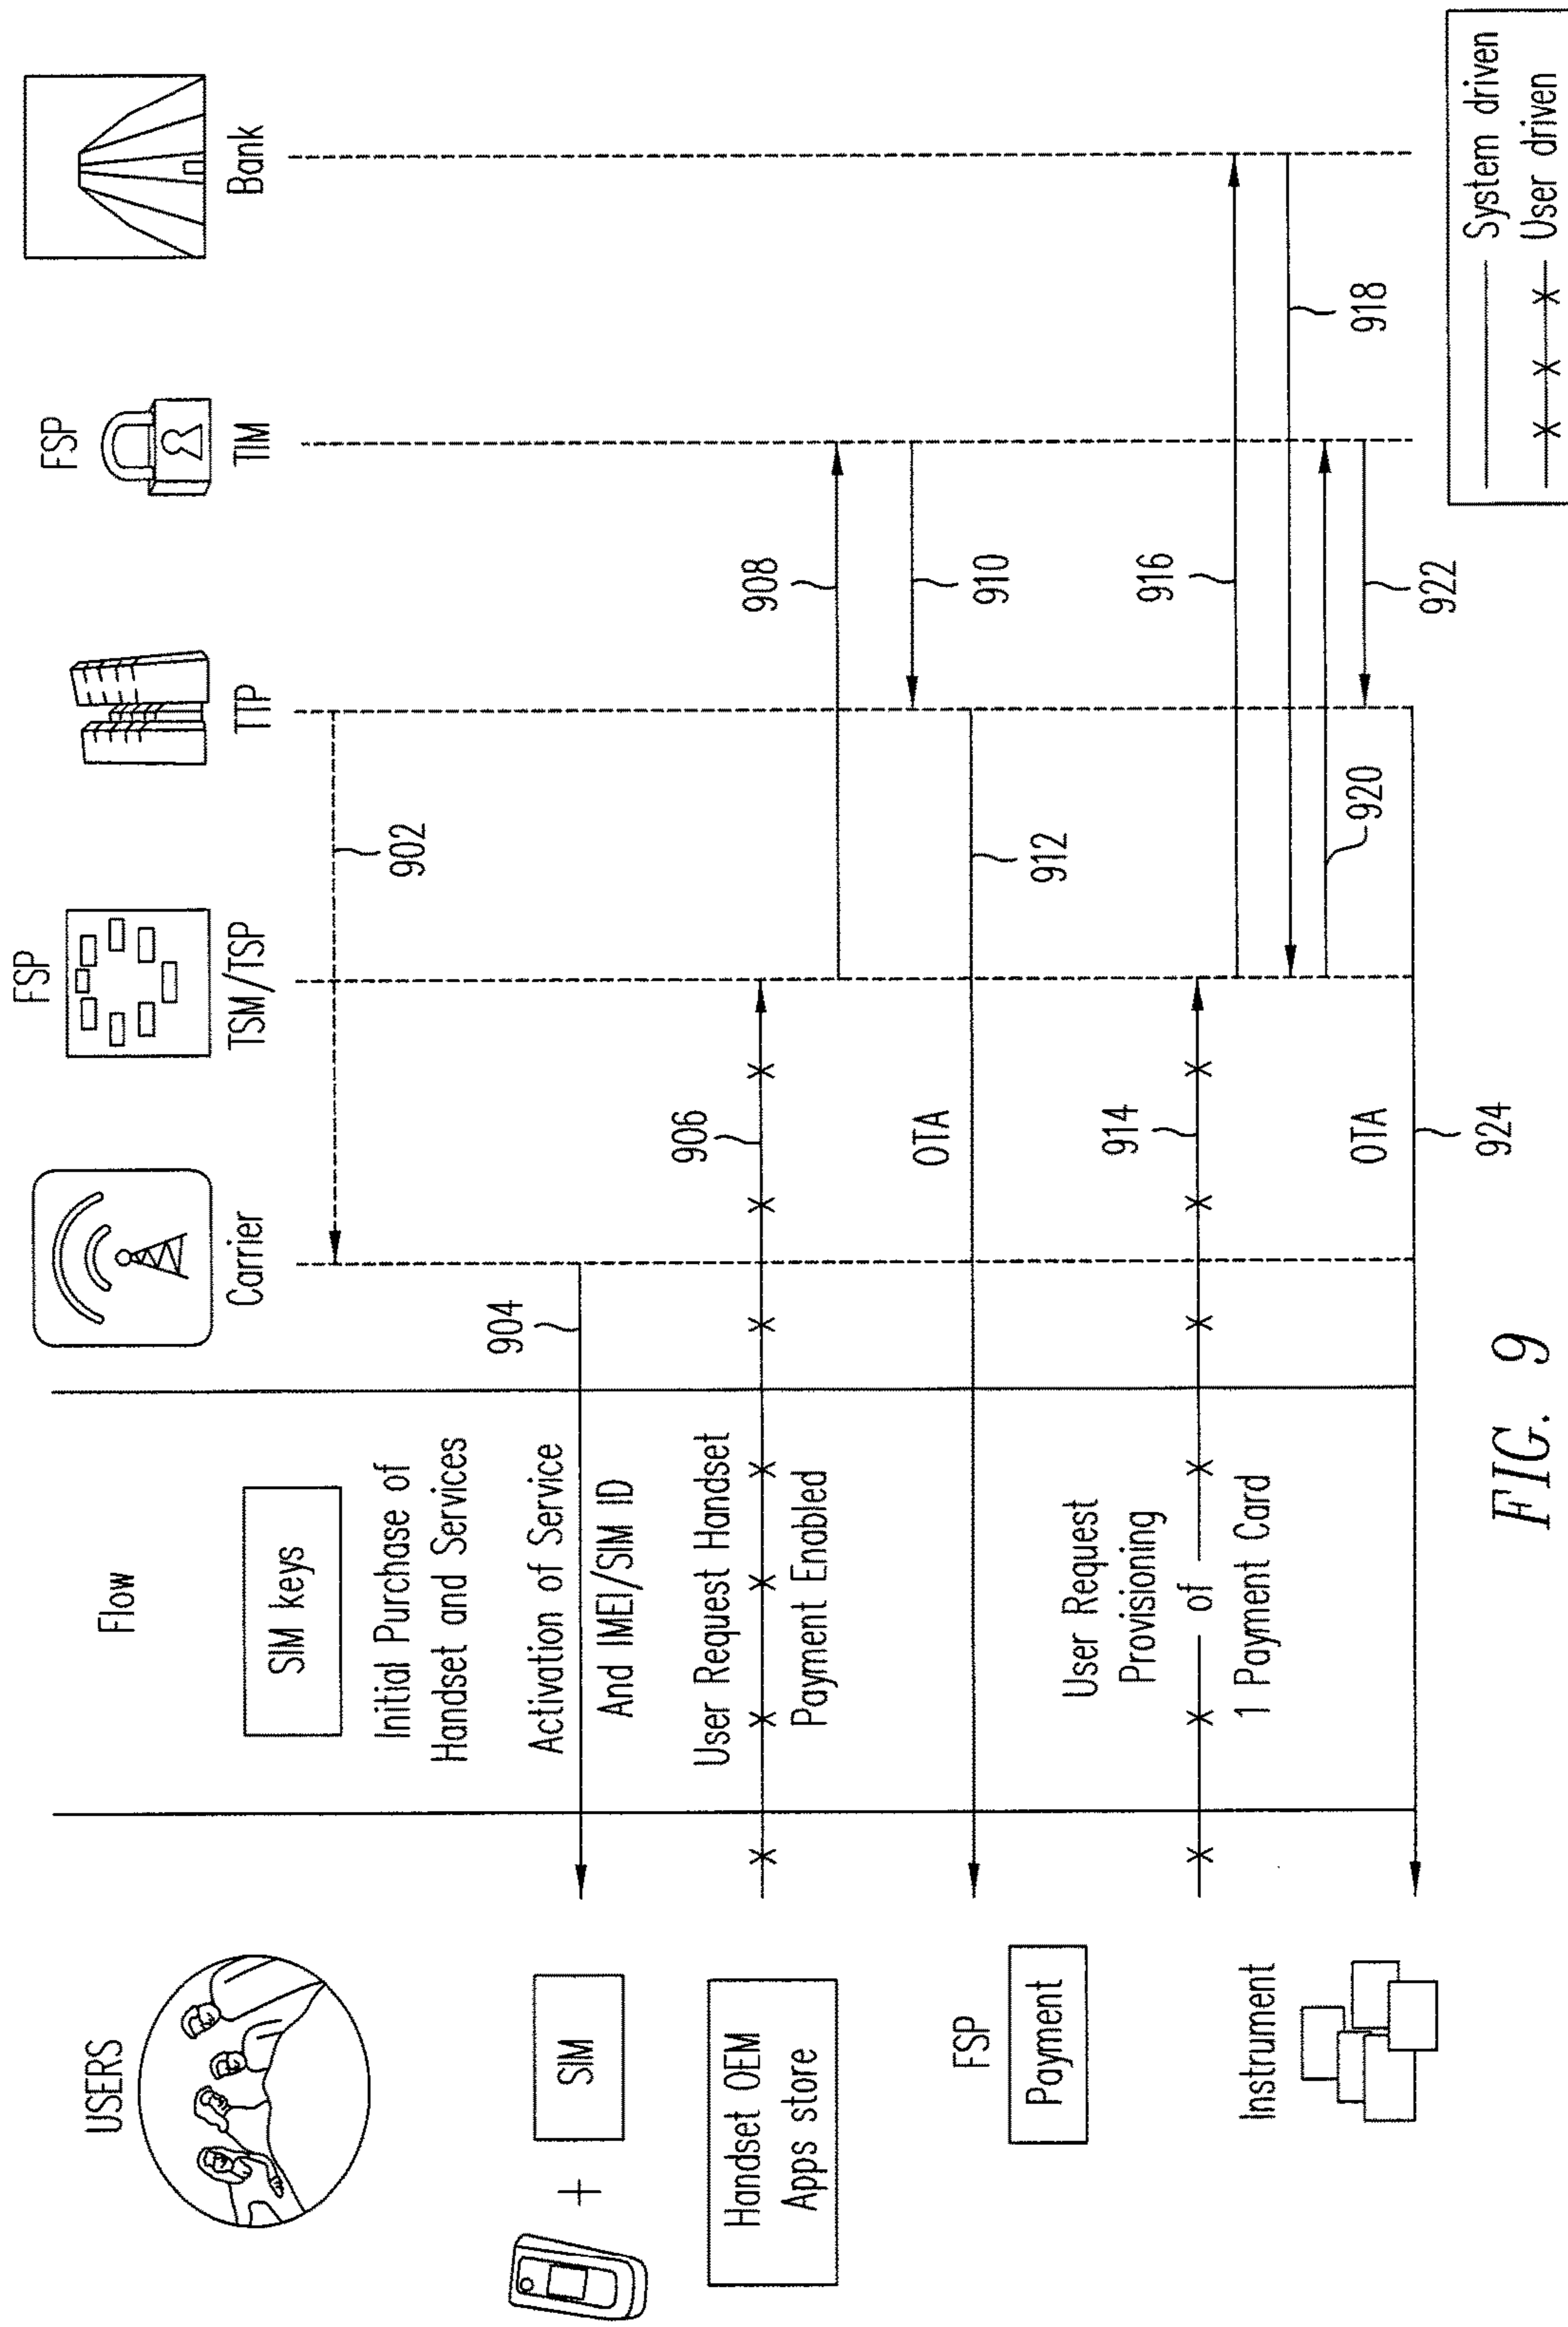 USERS
Flow
Carrier
FSP
TSM/TSP
TTP
FSP
TIM
Bank
SIM keys
902
Initial Purchase of
Handset and Services
SIM
904
Activation of Service
And IMEI/SIM ID
Handset OEM
Apps store
User Request Handset
Payment Enabled
906
908
910
OTA
912
FSP
Payment
User Request
Provisioning
of
1 Payment Card
914
916
918
Instrument
920
OTA
922
924
System driven
User driven
FIG. 9